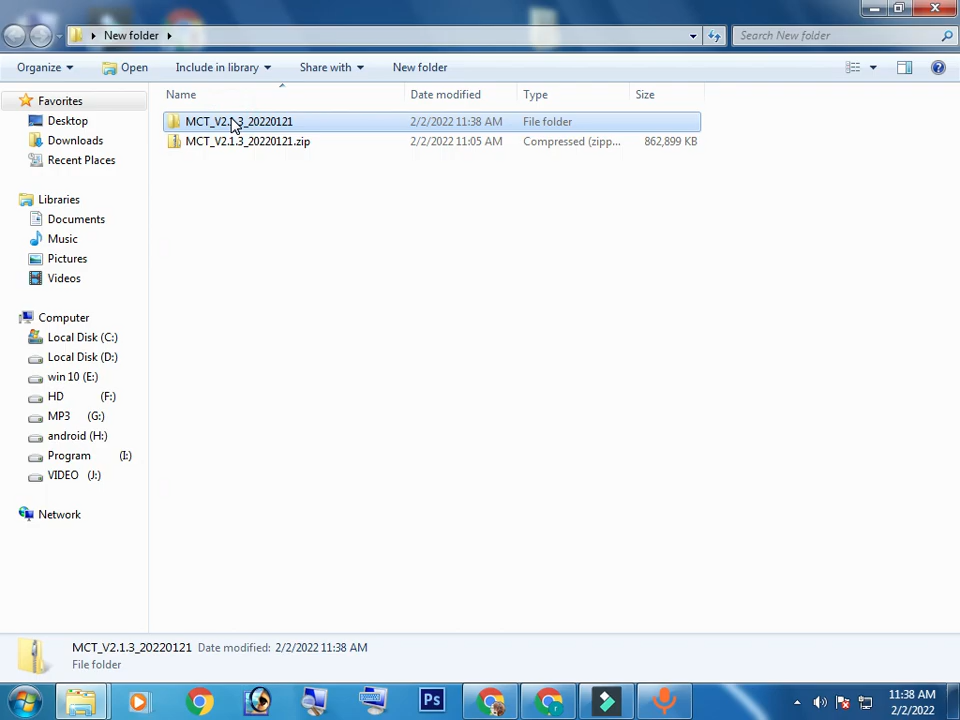 New folder
Search New folder
Organize Open Include in library Share with New folder
Name Date modified Type Size
Favorites
MCT_V2.1.3_20220121 2/2/2022 11:38 AM File folder
MCT_V2.1.3_20220121.zip 2/2/2022 11:05 AM Compressed (zipp... 862,899 KB
Desktop
Downloads
Recent Places
Libraries
Documents
Music
Pictures
Videos
Computer
Local Disk (C:)
Local Disk (D:)
win 10 (E:)
HD (F:)
MP3 (G:)
android (H:)
Program (I:)
VIDEO (J:)
Network
MCT_V2.1.3_20220121 Date modified: 2/2/2022 11:38 AM
File folder
Ps
11:38 AM
2/2/2022